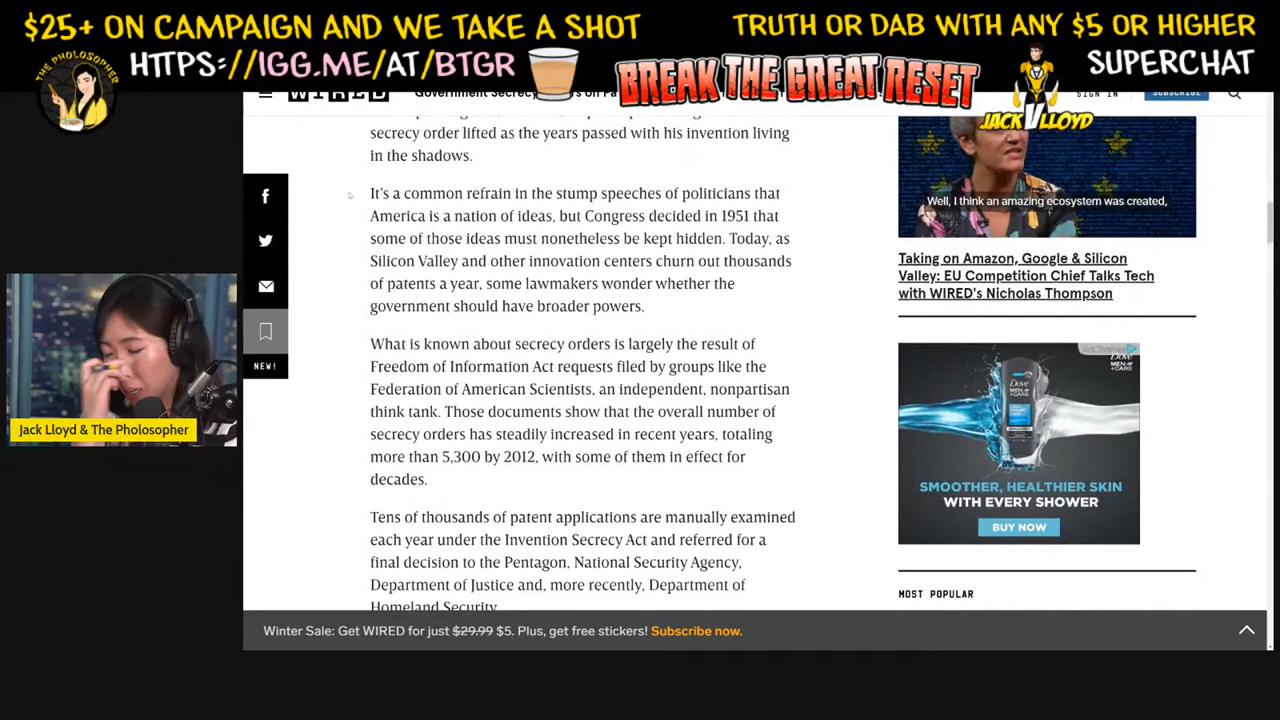 $25+ ON CAMPAIGN AND WE TAKE A SHOT
HTTPS://IGG.ME/AT/BTGR
TRUTH OR DAB WITH ANY $5 OR HIGHER
SUPERCHAT
THE PHOLOSOPHER
BREAK THE GREAT RESET
JACK V LLOYD
WIRED
Government Secrecy
SIGN IN
SUBSCRIBE
secrecy order lifted as the years passed with his invention living
in the shadows.
It's a common refrain in the stump speeches of politicians that
America is a nation of ideas, but Congress decided in 1951 that
some of those ideas must nonetheless be kept hidden. Today, as
Silicon Valley and other innovation centers churn out thousands
of patents a year, some lawmakers wonder whether the
government should have broader powers.
What is known about secrecy orders is largely the result of
Freedom of Information Act requests filed by groups like the
Federation of American Scientists, an independent, nonpartisan
think tank. Those documents show that the overall number of
secrecy orders has steadily increased in recent years, totaling
more than 5,300 by 2012, with some of them in effect for
decades.
Tens of thousands of patent applications are manually examined
each year under the Invention Secrecy Act and referred for a
final decision to the Pentagon, National Security Agency,
Department of Justice and, more recently, Department of
Homeland Security.
NEW!
Jack Lloyd & The Pholosopher
Well, I think an amazing ecosystem was created,
Taking on Amazon, Google & Silicon
Valley: EU Competition Chief Talks Tech
with WIRED's Nicholas Thompson
AdChoices
Dove
MEN+CARE
SMOOTHER, HEALTHIER SKIN
WITH EVERY SHOWER
BUY NOW
MOST POPULAR
Winter Sale: Get WIRED for just $29.99 $5. Plus, get free stickers! Subscribe now.